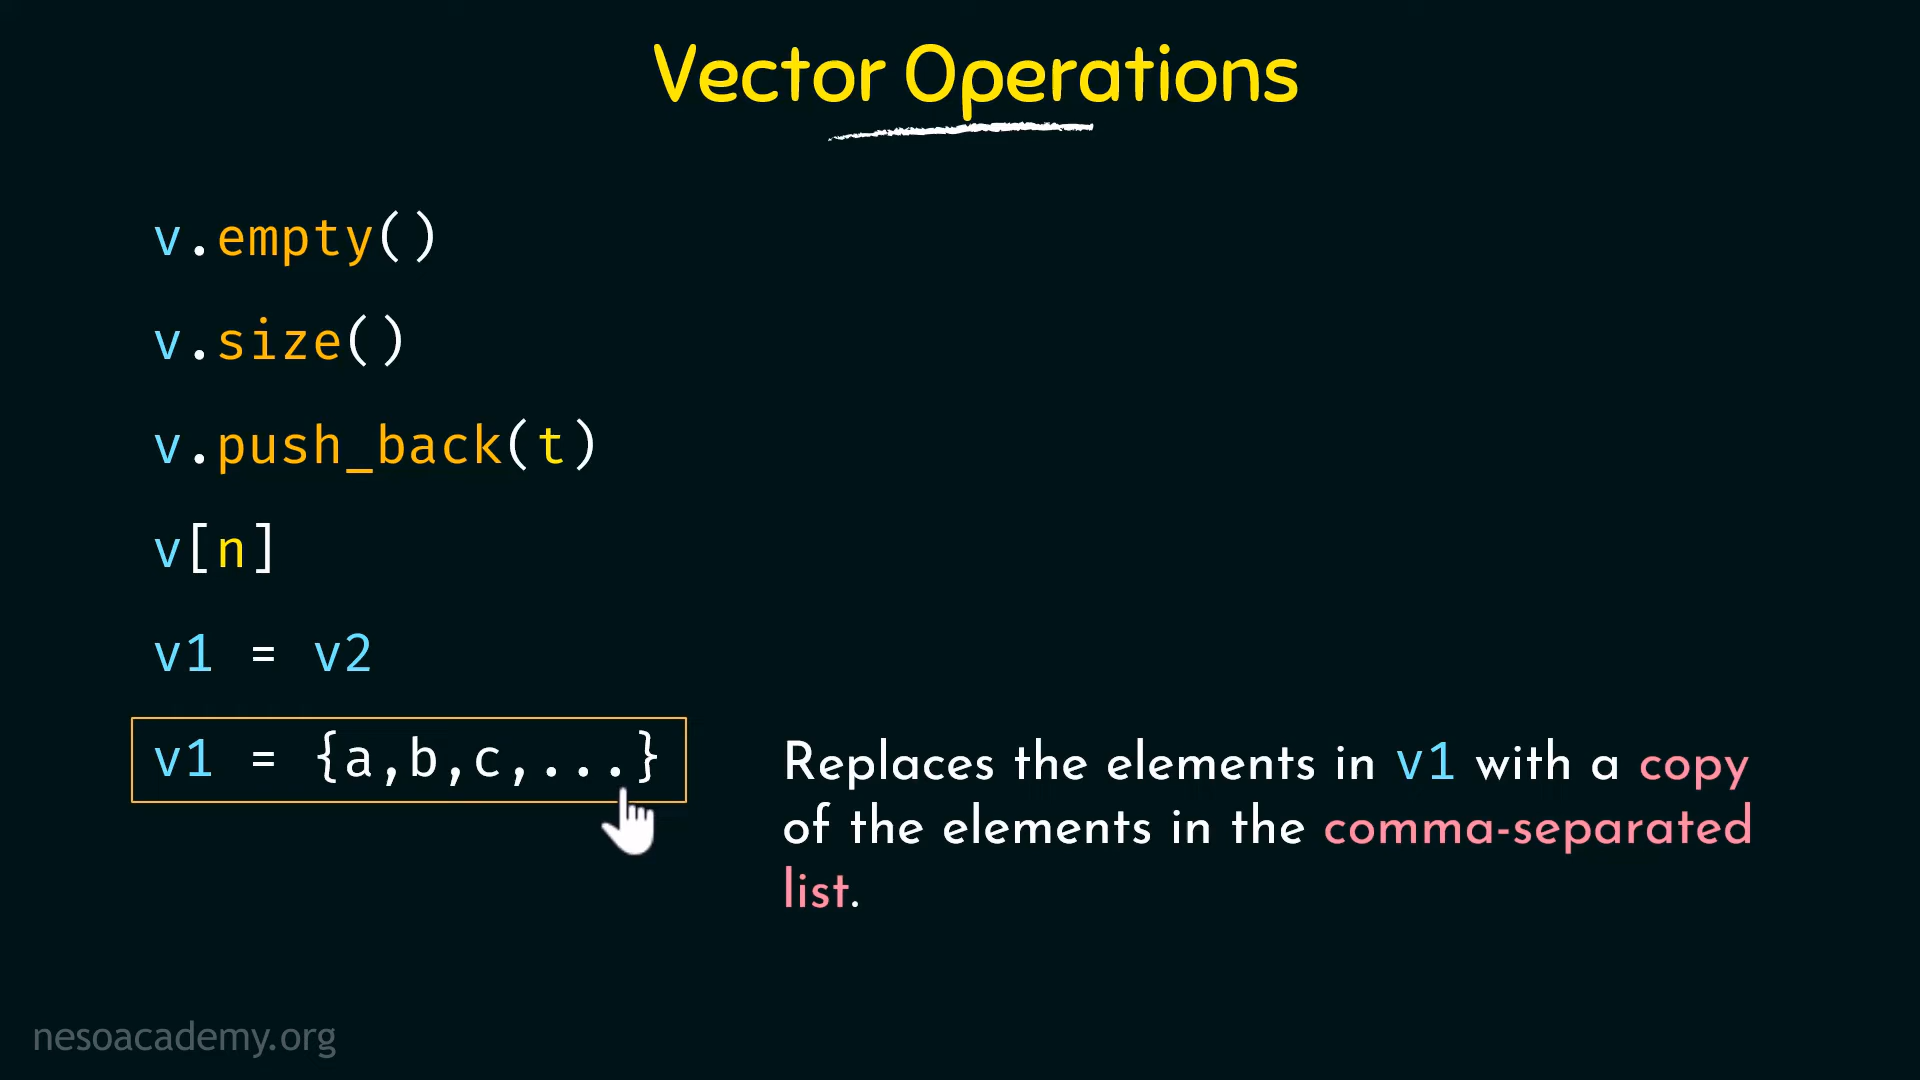 Vector Operations
v.empty()
v.size()
v.push_back(t)
v[n]
v1 = v2
v1 = {a,b,c,...}
Replaces the elements in v1 with a copy
of the elements in the comma-separated
list.
nesoacademy.org